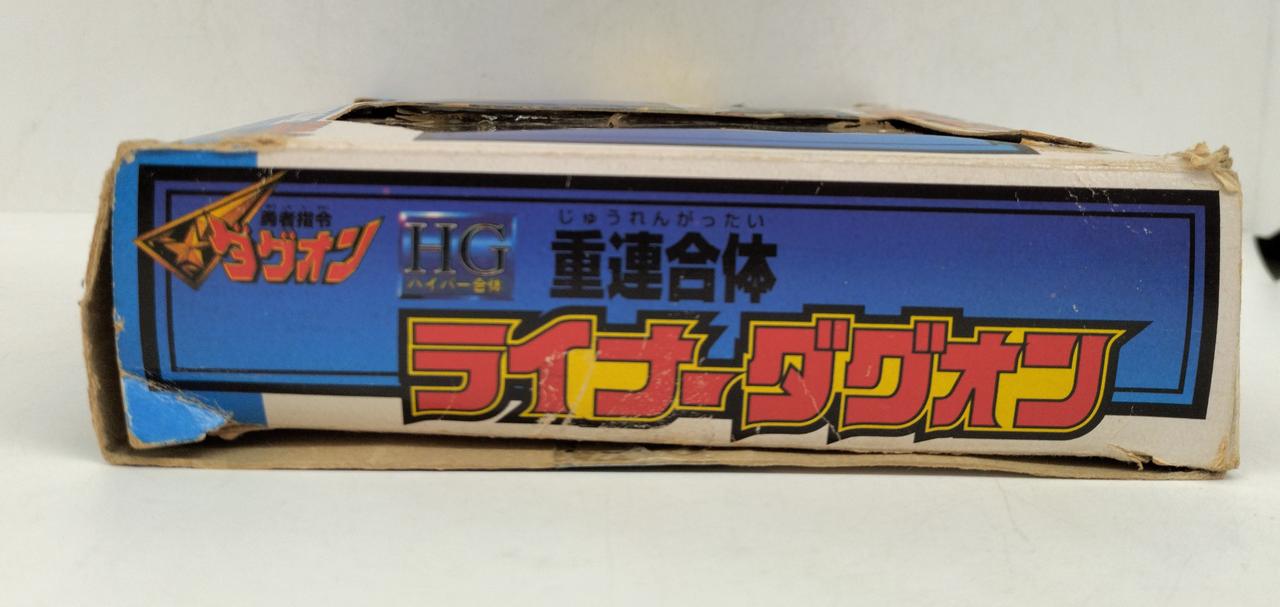 勇者指令
ダグオン
HG
ハイパー合体
じゅうれんがったい
重連合体
ライナーダグオン